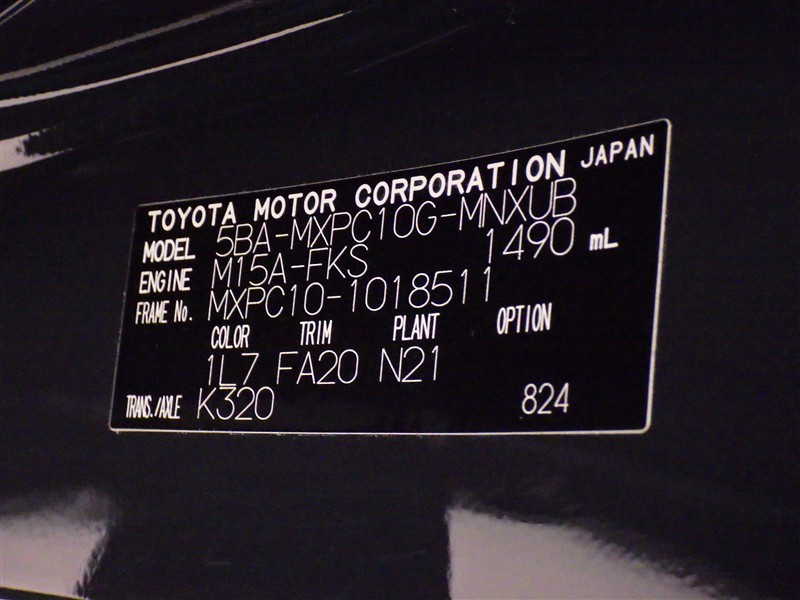 TOYOTA MOTOR CORPORATION JAPAN
MODEL 5BA-MXPC10G-MNXUB
ENGINE M15A-FKS 1490 mL
FRAME No. MXPC10-1018511
COLOR TRIM PLANT OPTION
1L7 FA20 N21
TRANS./AXLE K320 824